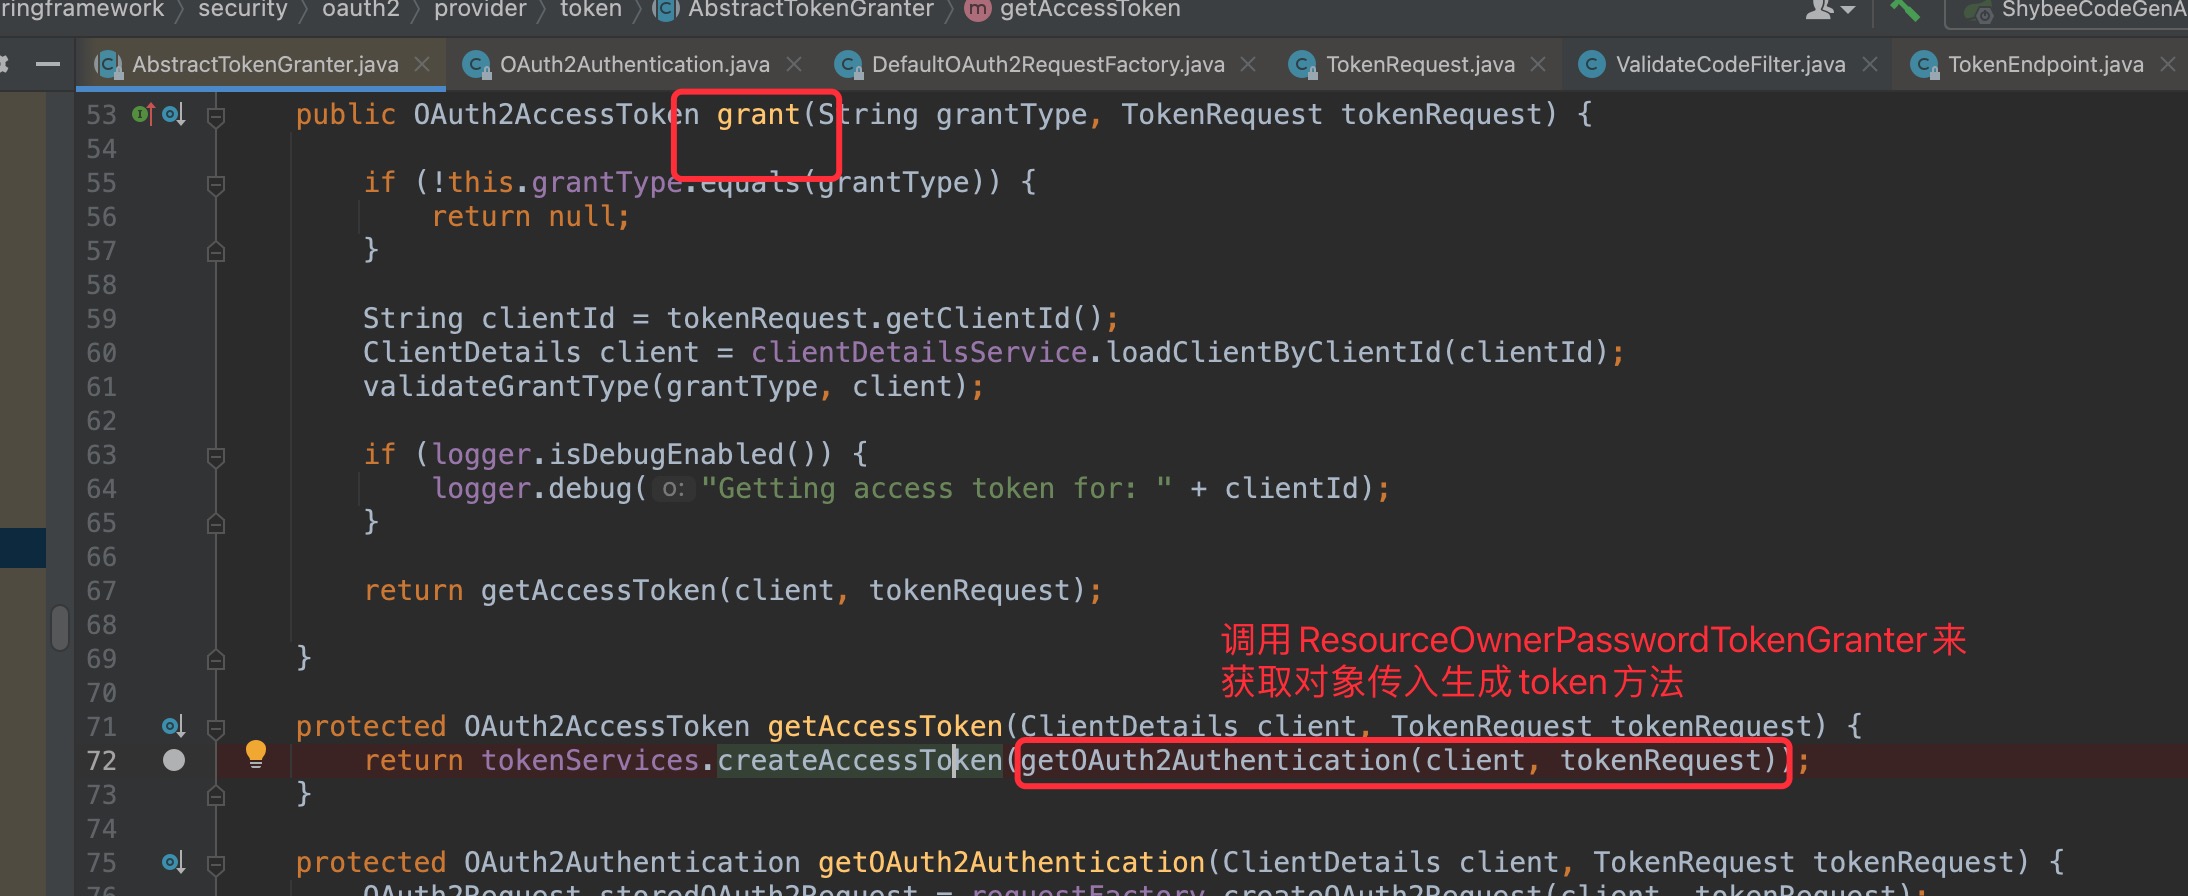 ringframework 〉 security 〉 oauth2 〉 provider 〉 token 〉 AbstractTokenGranter 〉 m getAccessToken
AbstractTokenGranter.java OAuth2Authentication.java DefaultOAuth2RequestFactory.java TokenRequest.java ValidateCodeFilter.java TokenEndpoint.java
53 public OAuth2AccessToken grant(String grantType, TokenRequest tokenRequest) {
54
55 if (!this.grantType.equals(grantType)) {
56 return null;
57 }
58
59 String clientId = tokenRequest.getClientId();
60 ClientDetails client = clientDetailsService.loadClientByClientId(clientId);
61 validateGrantType(grantType, client);
62
63 if (logger.isDebugEnabled()) {
64 logger.debug( o: "Getting access token for: " + clientId);
65 }
66
67 return getAccessToken(client, tokenRequest);
68
调用 ResourceOwnerPasswordTokenGranter 来
69 }
获取对象传入生成 token 方法
70
71 protected OAuth2AccessToken getAccessToken(ClientDetails client, TokenRequest tokenRequest) {
72 return tokenServices.createAccessToken(getOAuth2Authentication(client, tokenRequest));
73 }
74
75 protected OAuth2Authentication getOAuth2Authentication(ClientDetails client, TokenRequest tokenRequest) {
76 OAuth2Request storedOAuth2Request = requestFactory.createOAuth2Request(client, tokenRequest);